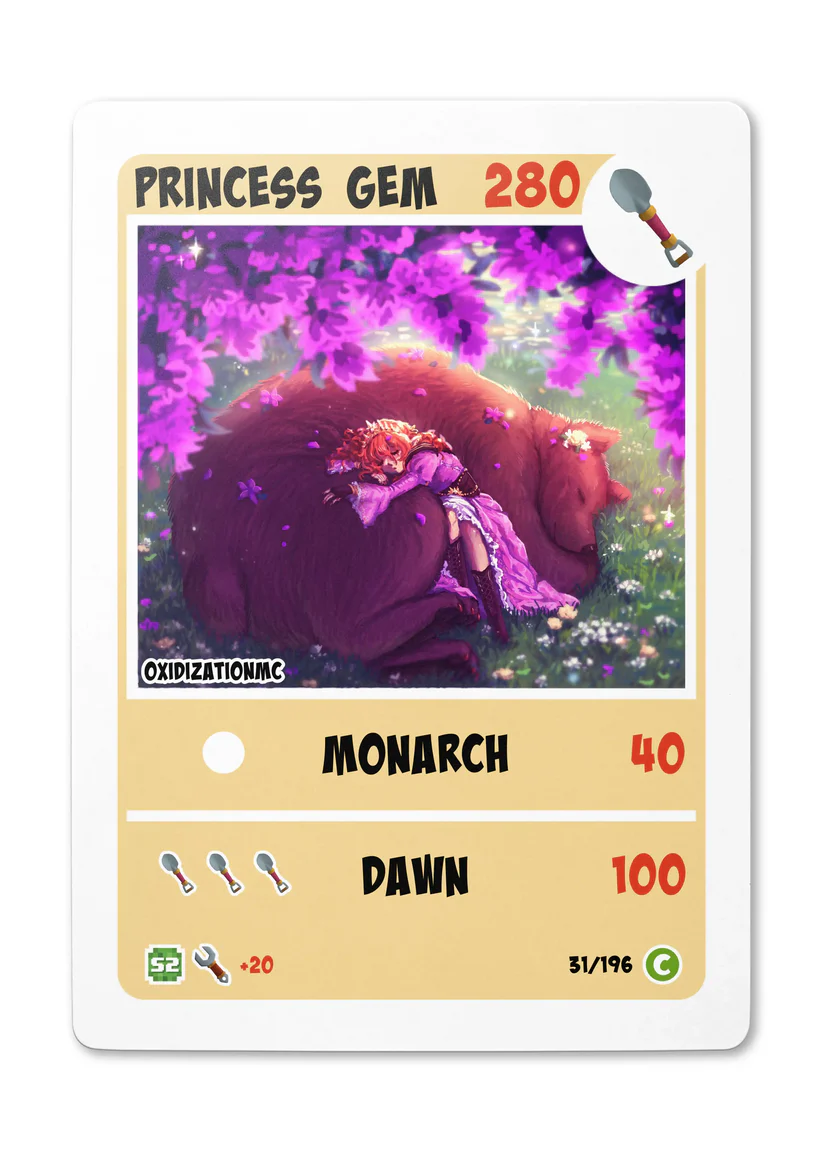 PRINCESS GEM 280
OXIDIZATIONMC
MONARCH 40
DAWN 100
S2 +20 31/196 C